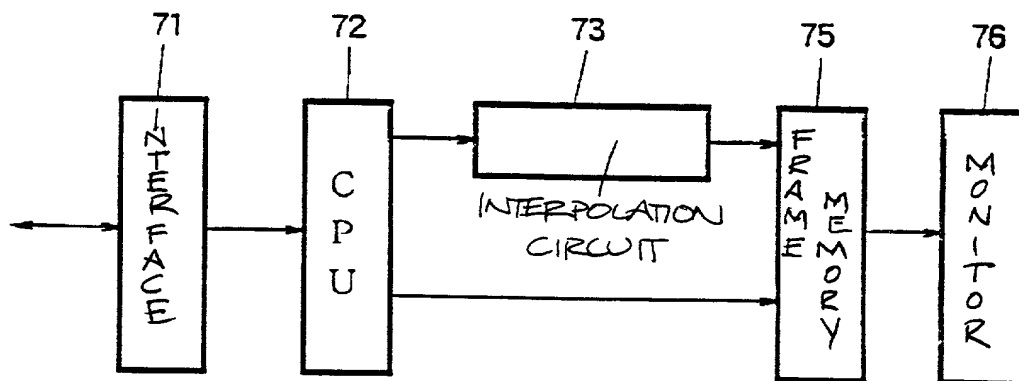 71
72
73
75
76
INTERFACE
CPU
INTERPOLATION
CIRCUIT
FRAME
MEMORY
MONITOR